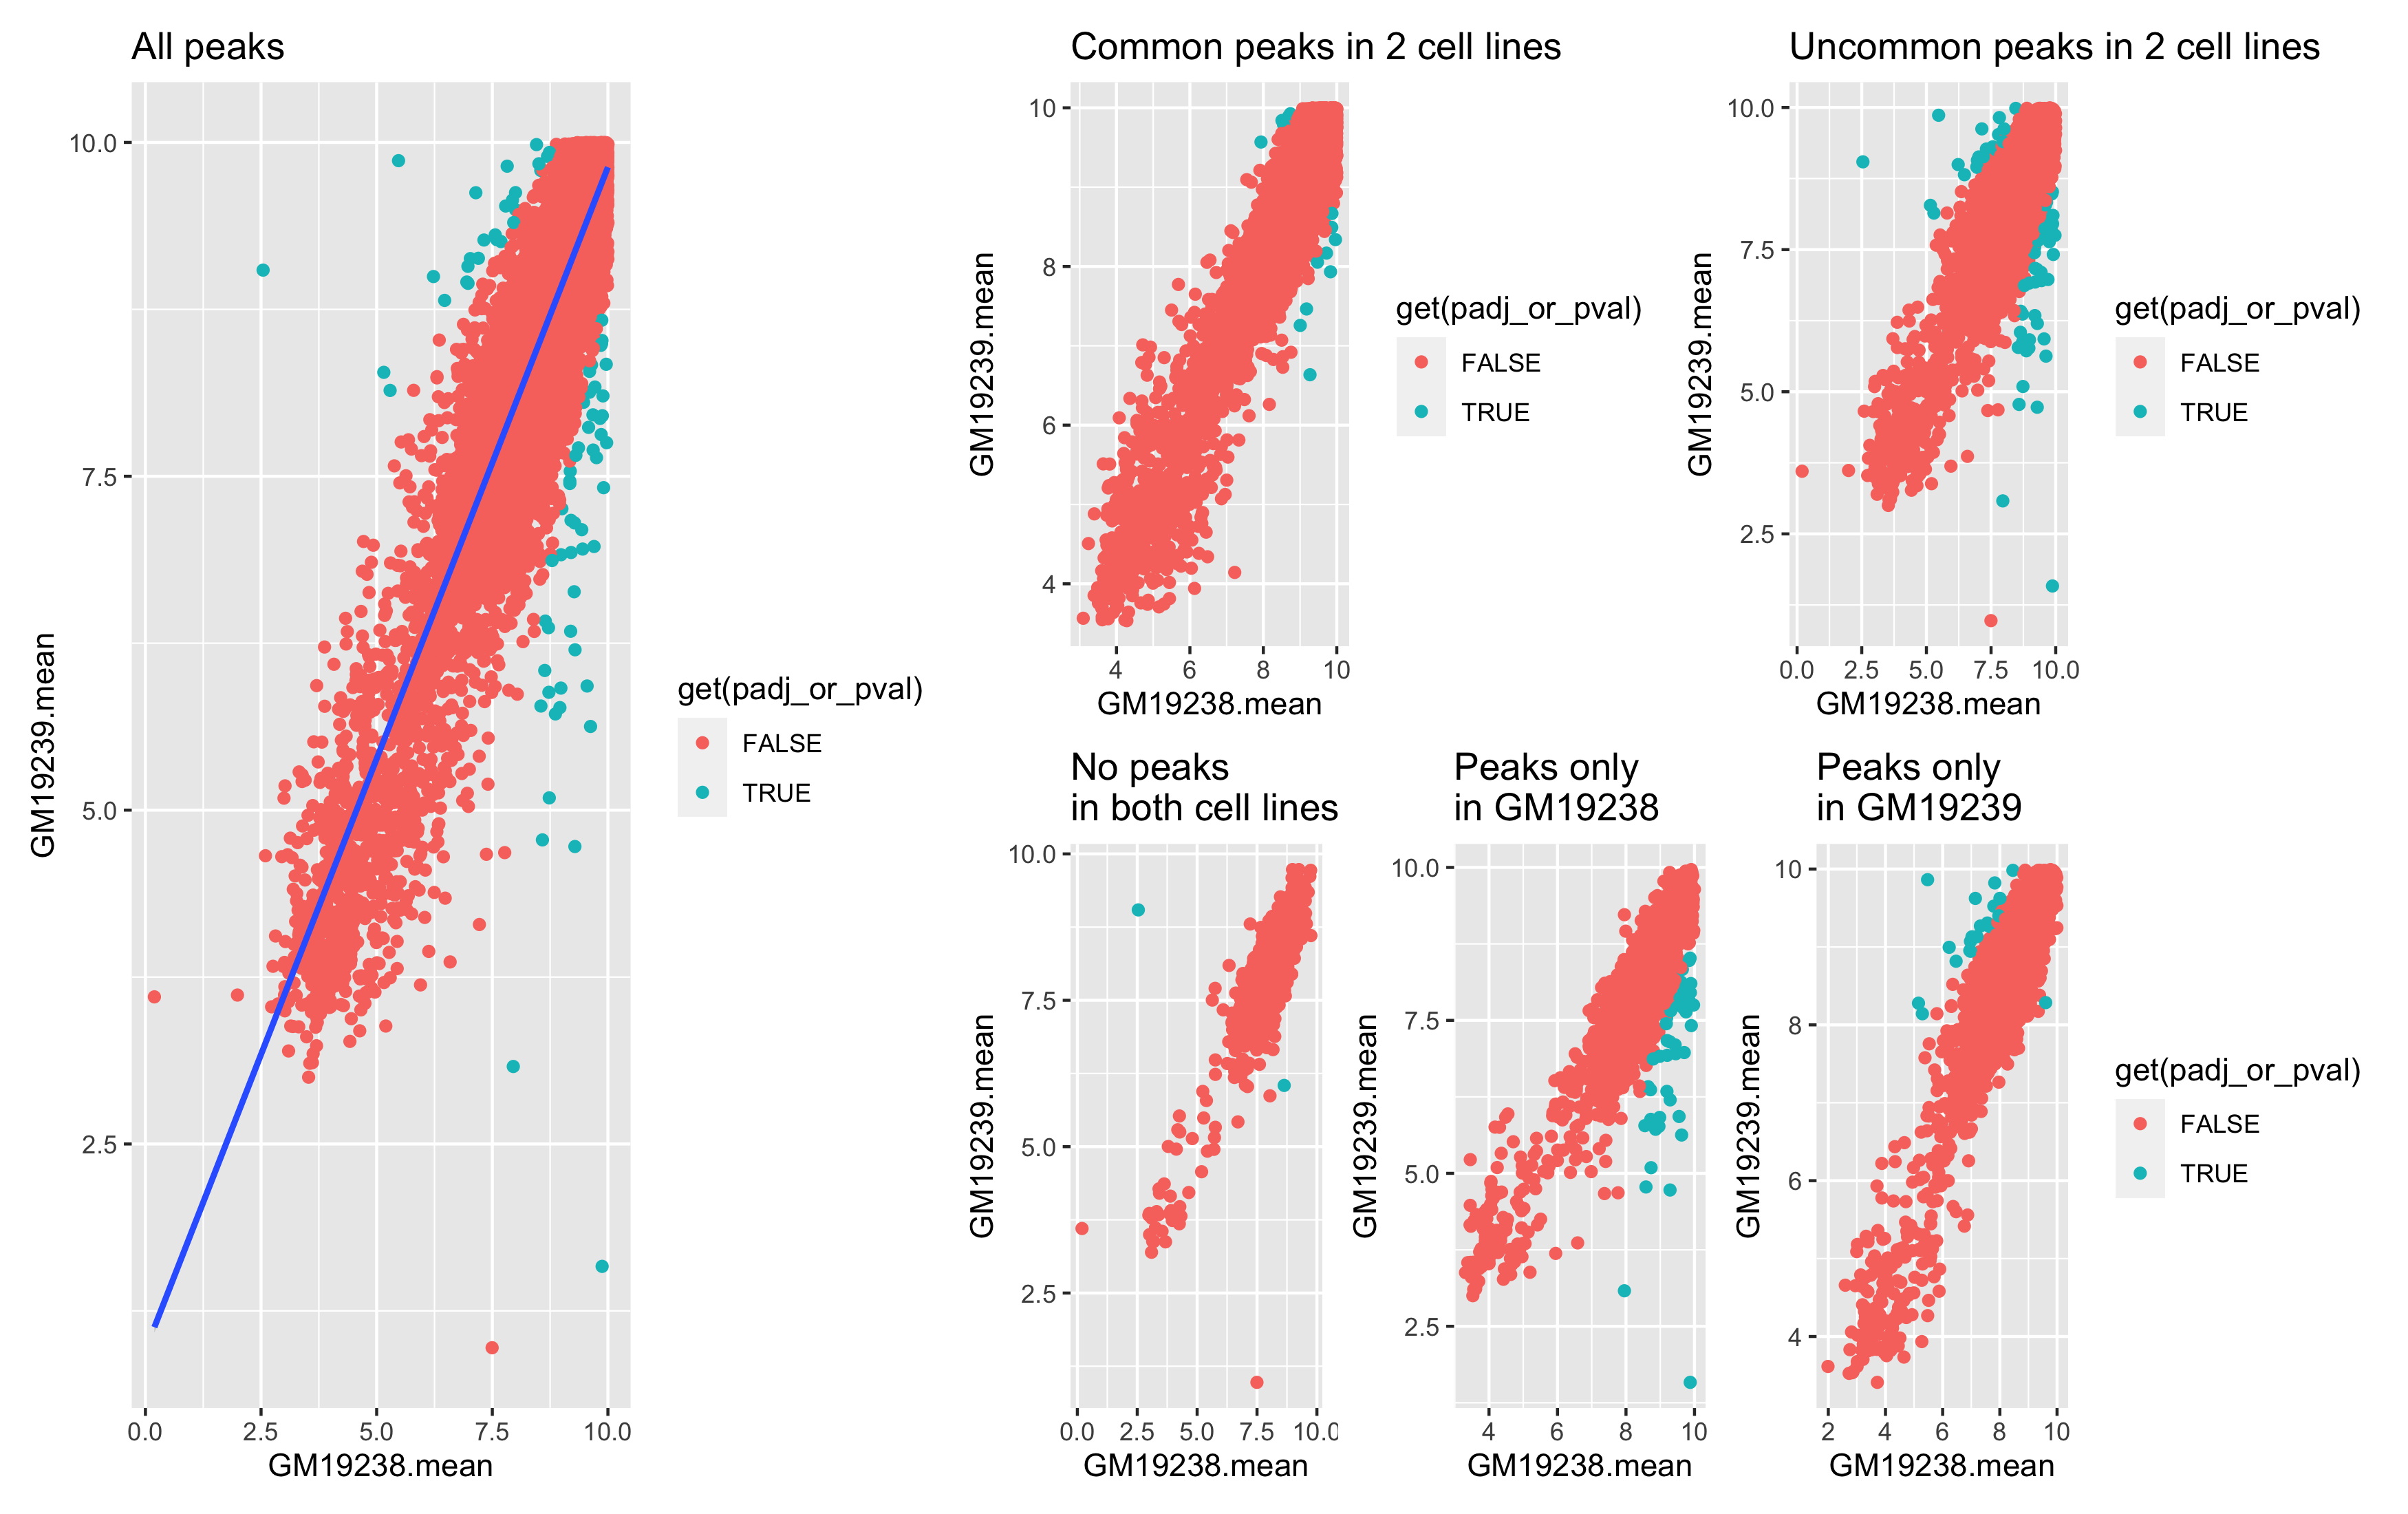 All peaks
10.0
7.5
5.0
2.5
0.0 2.5 5.0 7.5 10.0
GM19238.mean
GM19239.mean
get(padj_or_pval)
FALSE
TRUE
Common peaks in 2 cell lines
10
8
6
4
4 6 8 10
GM19238.mean
GM19239.mean
get(padj_or_pval)
FALSE
TRUE
Uncommon peaks in 2 cell lines
10.0
7.5
5.0
2.5
0.0 2.5 5.0 7.5 10.0
GM19238.mean
GM19239.mean
get(padj_or_pval)
FALSE
TRUE
No peaks
in both cell lines
10.0
7.5
5.0
2.5
0.0 2.5 5.0 7.5 10.0
GM19238.mean
GM19239.mean
Peaks only
in GM19238
10.0
7.5
5.0
2.5
4 6 8 10
GM19238.mean
GM19239.mean
Peaks only
in GM19239
10
8
6
4
2 4 6 8 10
GM19238.mean
GM19239.mean
get(padj_or_pval)
FALSE
TRUE